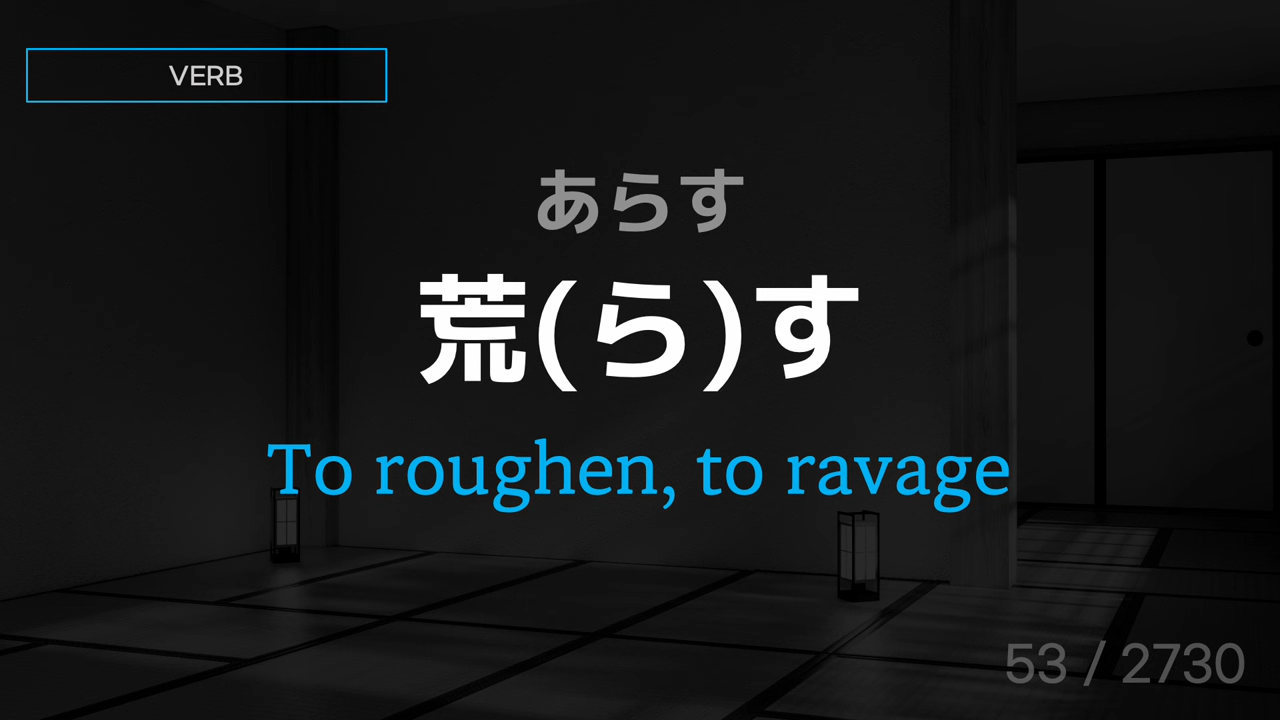 VERB
あらす
荒(ら)す
To roughen, to ravage
53 / 2730